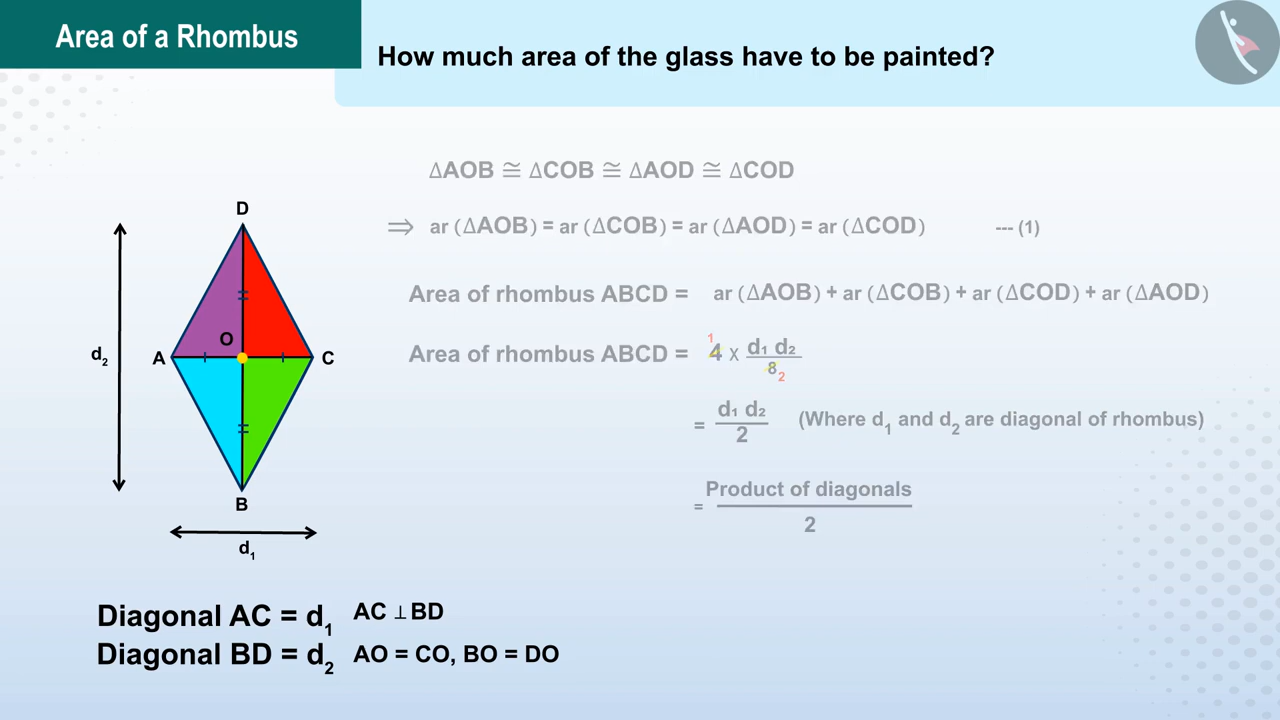 Area of a Rhombus
How much area of the glass have to be painted?
ΔAOB ≅ ΔCOB ≅ ΔAOD ≅ ΔCOD
⇒ ar (ΔAOB) = ar (ΔCOB) = ar (ΔAOD) = ar (ΔCOD) --- (1)
Area of rhombus ABCD = ar (ΔAOB) + ar (ΔCOB) + ar (ΔCOD) + ar (ΔAOD)
1
Area of rhombus ABCD = 4 x d₁ d₂
8 2
= d₁ d₂ (Where d₁ and d₂ are diagonal of rhombus)
2
= Product of diagonals
2
D
O
d₂ A C
B
d₁
Diagonal AC = d₁ AC ⊥ BD
Diagonal BD = d₂ AO = CO, BO = DO